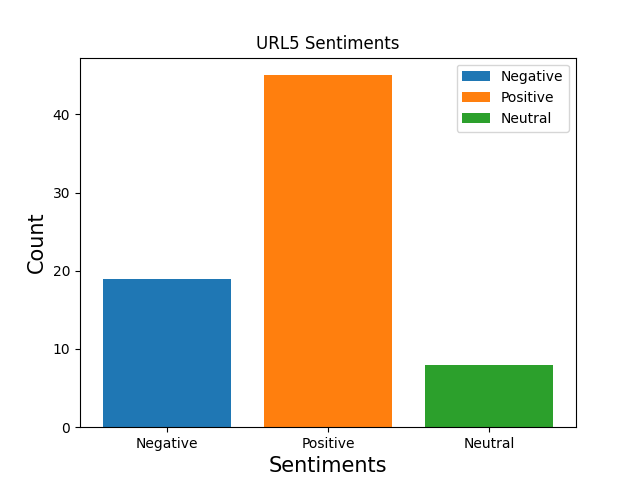 URL5 Sentiments
Negative
Positive
Neutral
40
30
20
10
0
Count
Negative Positive Neutral
Sentiments